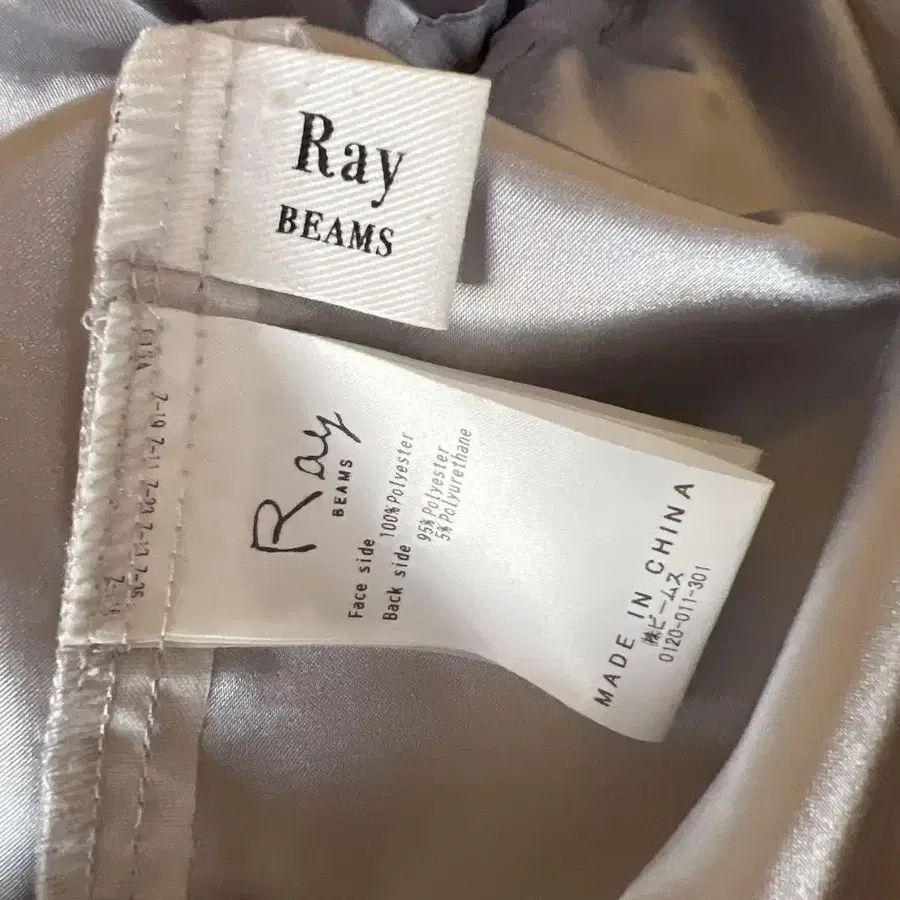 Ray
BEAMS
Ray
BEAMS
Face side 100%Polyester
Back side 95%Polyester
5%Polyurethane
MADE IN CHINA
㈱ビームス
0120-011-301